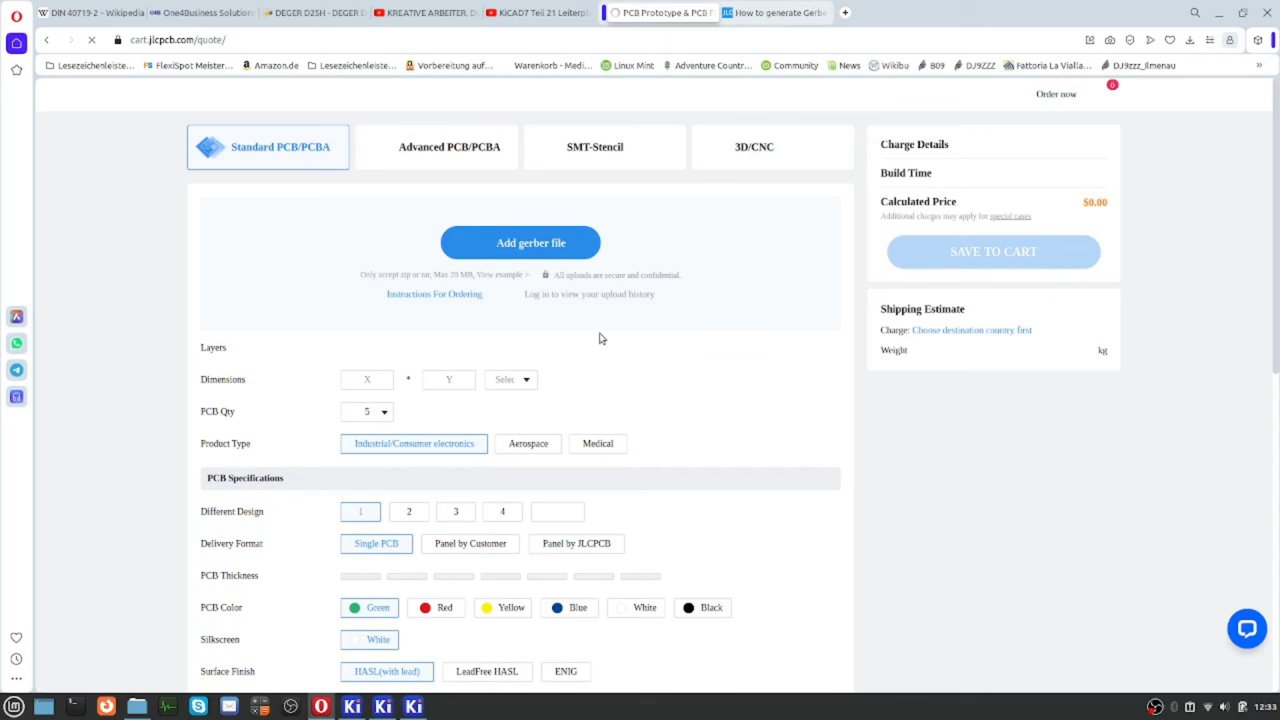 DIN 40719-2 – Wikipedia
One4Business Solution
DEGER D25H - DEGER iD
KREATIVE ARBEITER, D
KiCAD7 Teil 21 Leiterpl
PCB Prototype & PCB
How to generate Gerbe
cart.jlcpcb.com/quote/
Lesezeichenleiste...
FlexiSpot Meister...
Amazon.de
Lesezeichenleiste...
Vorbereitung auf...
Warenkorb - Medi...
Linux Mint
Adventure Countr...
Community
News
Wikibu
B09
DJ9ZZZ
Fattoria La Vialla...
DJ9zzz_Ilmenau
»
Order now
0
Standard PCB/PCBA
Advanced PCB/PCBA
SMT-Stencil
3D/CNC
Add gerber file
Only accept zip or rar, Max 20 MB, View example >
All uploads are secure and confidential.
Instructions For Ordering
Log in to view your upload history
Charge Details
Build Time
Calculated Price $0.00
Additional charges may apply for special cases
SAVE TO CART
Shipping Estimate
Charge: Choose destination country first
Weight kg
Layers
Dimensions X * Y Selec
PCB Qty 5
Product Type Industrial/Consumer electronics Aerospace Medical
PCB Specifications
Different Design 1 2 3 4
Delivery Format Single PCB Panel by Customer Panel by JLCPCB
PCB Thickness
PCB Color Green Red Yellow Blue White Black
Silkscreen White
Surface Finish HASL(with lead) LeadFree HASL ENIG
Ki Ki Ki
12:33